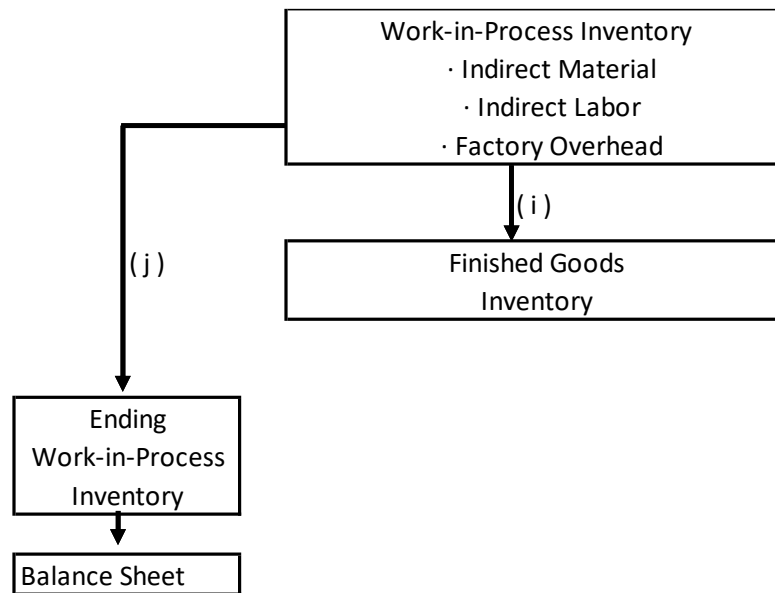 Work-in-Process Inventory
· Indirect Material
· Indirect Labor
· Factory Overhead
( i )
( j )
Finished Goods
Inventory
Ending
Work-in-Process
Inventory
Balance Sheet